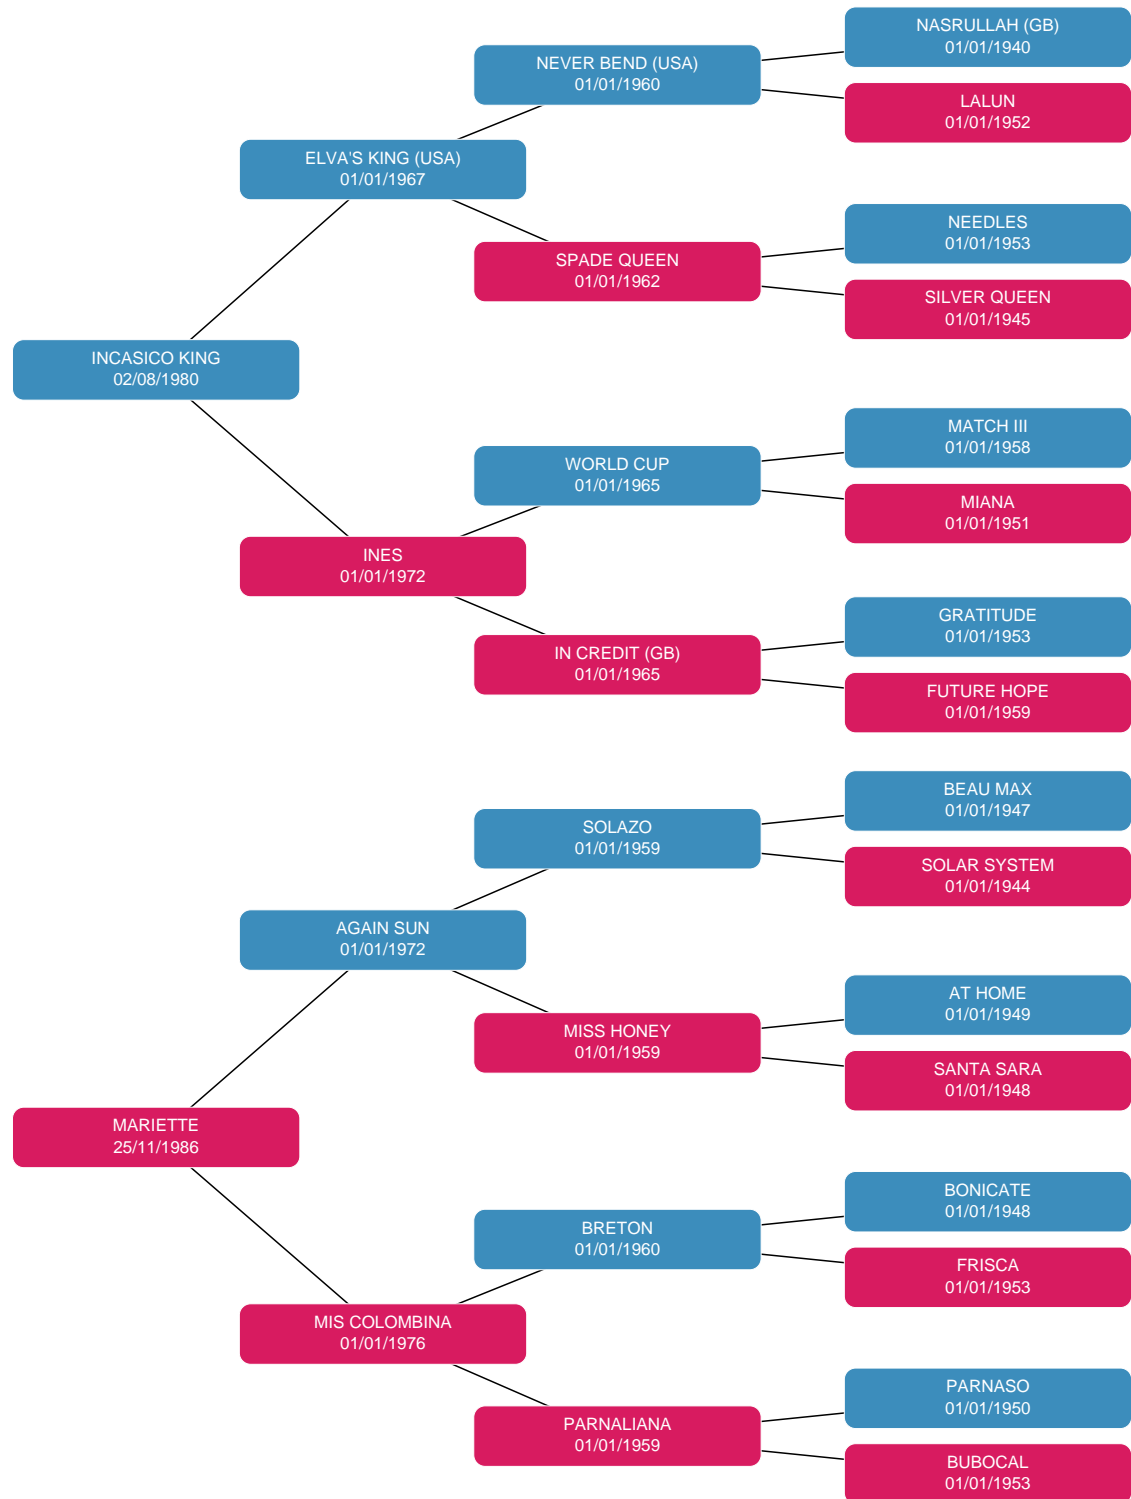 NASRULLAH (GB)
01/01/1940
NEVER BEND (USA)
01/01/1960
LALUN
01/01/1952
ELVA'S KING (USA)
01/01/1967
NEEDLES
01/01/1953
SPADE QUEEN
01/01/1962
SILVER QUEEN
01/01/1945
INCASICO KING
02/08/1980
MATCH III
01/01/1958
WORLD CUP
01/01/1965
MIANA
01/01/1951
INES
01/01/1972
GRATITUDE
01/01/1953
IN CREDIT (GB)
01/01/1965
FUTURE HOPE
01/01/1959
BEAU MAX
01/01/1947
SOLAZO
01/01/1959
SOLAR SYSTEM
01/01/1944
AGAIN SUN
01/01/1972
AT HOME
01/01/1949
MISS HONEY
01/01/1959
SANTA SARA
01/01/1948
MARIETTE
25/11/1986
BONICATE
01/01/1948
BRETON
01/01/1960
FRISCA
01/01/1953
MIS COLOMBINA
01/01/1976
PARNASO
01/01/1950
PARNALIANA
01/01/1959
BUBOCAL
01/01/1953